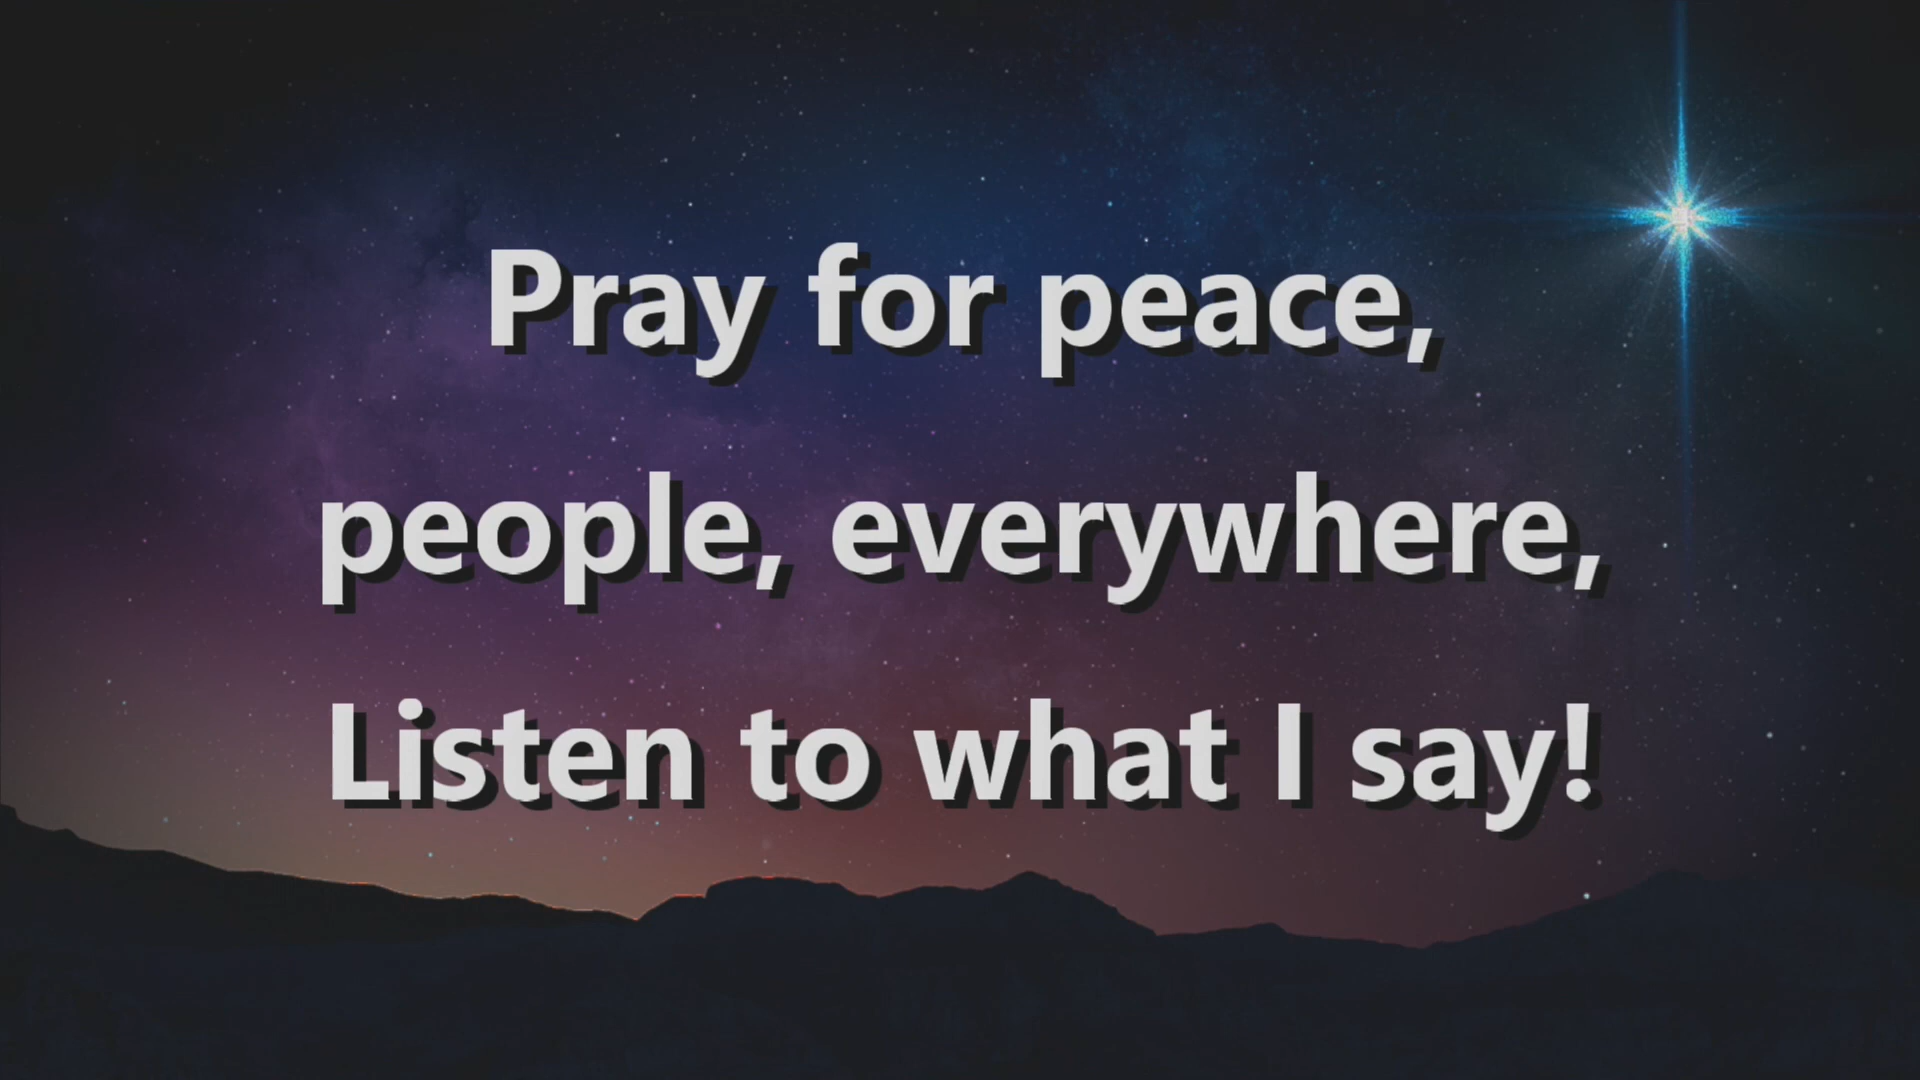 Pray for peace,
people, everywhere,
Listen to what I say!